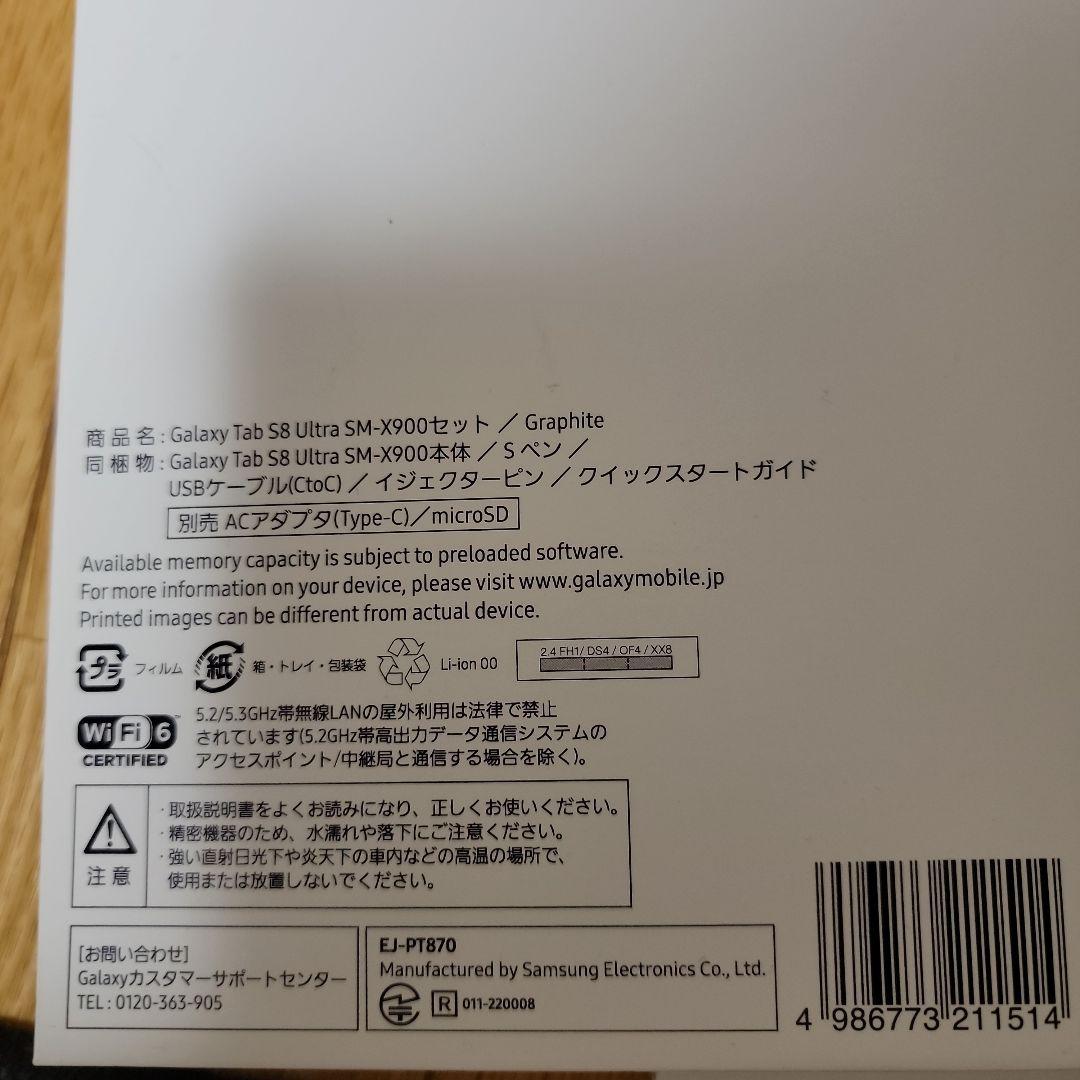 商品名：Galaxy Tab S8 Ultra SM-X900セット ／ Graphite
同梱物：Galaxy Tab S8 Ultra SM-X900本体 ／ S ペン ／
USBケーブル(CtoC) ／ イジェクターピン ／ クイックスタートガイド
別売 ACアダプタ(Type-C)／microSD
Available memory capacity is subject to preloaded software.
For more information on your device, please visit www.galaxymobile.jp
Printed images can be different from actual device.
プラ フィルム 紙 箱・トレイ・包装袋 Li-ion 00 2.4 FH1/ DS4 / OF4 / XX8
Wi Fi 6™
CERTIFIED
5.2/5.3GHz帯無線LANの屋外利用は法律で禁止
されています(5.2GHz帯高出力データ通信システムの
アクセスポイント/中継局と通信する場合を除く)。
注意
・取扱説明書をよくお読みになり、正しくお使いください。
・精密機器のため、水濡れや落下にご注意ください。
・強い直射日光下や炎天下の車内などの高温の場所で、
使用または放置しないでください。
[お問い合わせ]
Galaxyカスタマーサポートセンター
TEL : 0120-363-905
EJ-PT870
Manufactured by Samsung Electronics Co., Ltd.
R 011-220008
4 986773 211514